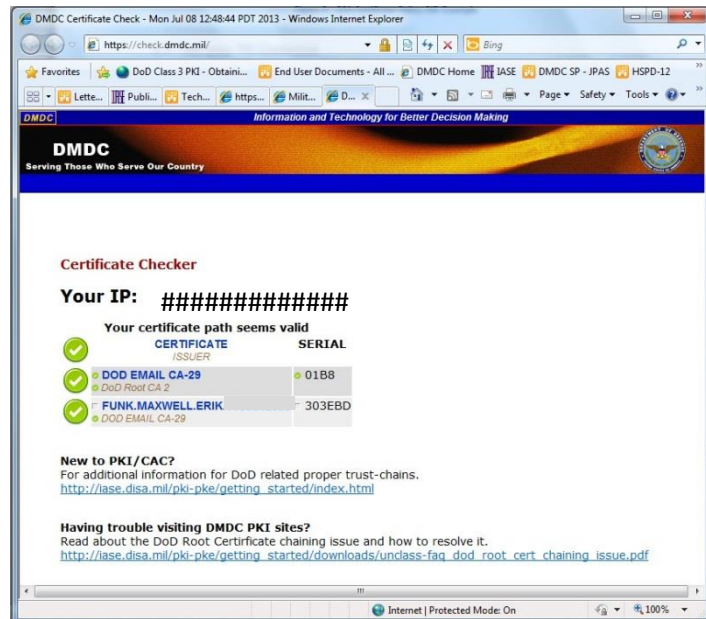 DMDC Certificate Check - Mon Jul 08 12:48:44 PDT 2013 - Windows Internet Explorer
https://check.dmdc.mil/
Bing
Favorites DoD Class 3 PKI - Obtaini... End User Documents - All ... DMDC Home IASE DMDC SP - JPAS HSPD-12 »
Lette... Publi... Tech... https... Milit... D... X Page Safety Tools »
DMDC Information and Technology for Better Decision Making
DMDC
Serving Those Who Serve Our Country
Certificate Checker
Your IP: #############
Your certificate path seems valid
CERTIFICATE SERIAL
ISSUER
DOD EMAIL CA-29 01B8
DoD Root CA 2
FUNK.MAXWELL.ERIK 303EBD
DOD EMAIL CA-29
New to PKI/CAC?
For additional information for DoD related proper trust-chains.
http://iase.disa.mil/pki-pke/getting_started/index.html
Having trouble visiting DMDC PKI sites?
Read about the DoD Root Certirficate chaining issue and how to resolve it.
http://iase.disa.mil/pki-pke/getting_started/downloads/unclass-faq_dod_root_cert_chaining_issue.pdf
Internet | Protected Mode: On 100%